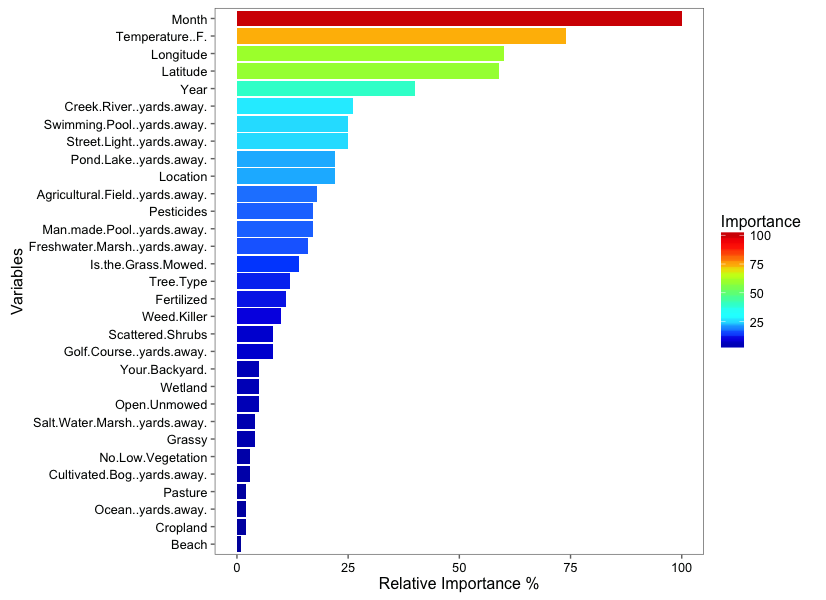 Month
Temperature..F.
Longitude
Latitude
Year
Creek.River..yards.away.
Swimming.Pool..yards.away.
Street.Light..yards.away.
Pond.Lake..yards.away.
Location
Agricultural.Field..yards.away.
Pesticides
Man.made.Pool..yards.away.
Freshwater.Marsh..yards.away.
Is.the.Grass.Mowed.
Tree.Type
Fertilized
Weed.Killer
Scattered.Shrubs
Golf.Course..yards.away.
Your.Backyard.
Wetland
Open.Unmowed
Salt.Water.Marsh..yards.away.
Grassy
No.Low.Vegetation
Cultivated.Bog..yards.away.
Pasture
Ocean..yards.away.
Cropland
Beach
Variables
0 25 50 75 100
Relative Importance %
Importance
100
75
50
25